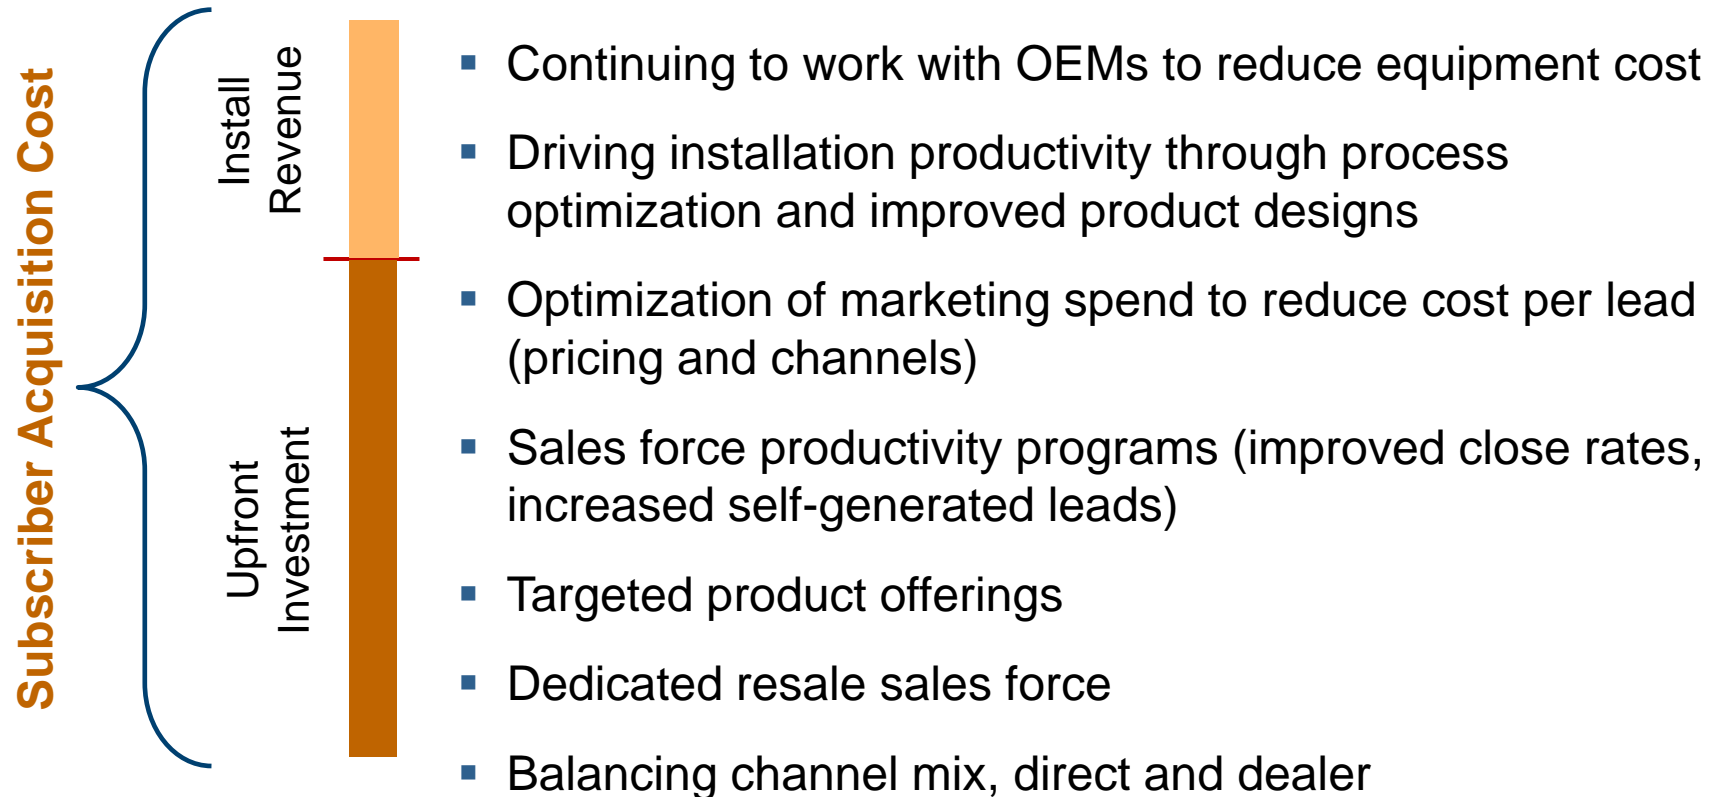 Subscriber Acquisition Cost
Install
Revenue
Upfront
Investment
▪ Continuing to work with OEMs to reduce equipment cost
▪ Driving installation productivity through process
optimization and improved product designs
▪ Optimization of marketing spend to reduce cost per lead
(pricing and channels)
▪ Sales force productivity programs (improved close rates,
increased self-generated leads)
▪ Targeted product offerings
▪ Dedicated resale sales force
▪ Balancing channel mix, direct and dealer